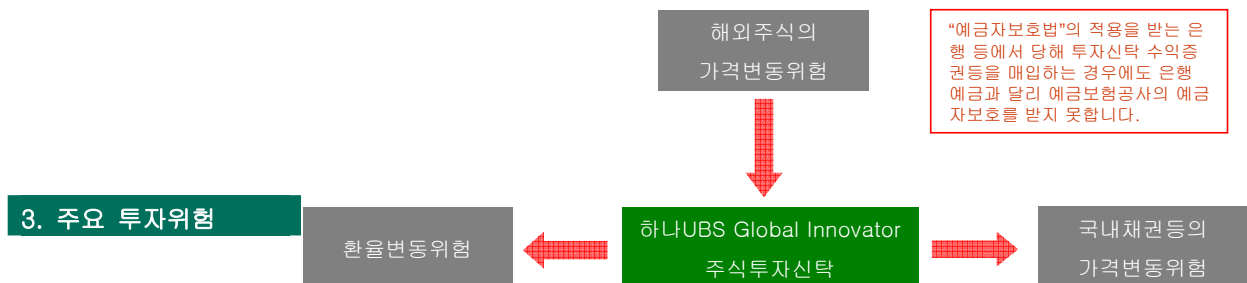 해외주식의
가격변동위험
“예금자보호법”의 적용을 받는 은
행 등에서 당해 투자신탁 수익증
권등을 매입하는 경우에도 은행
예금과 달리 예금보험공사의 예금
자보호를 받지 못합니다.
3. 주요 투자위험
환율변동위험
하나UBS Global Innovator
주식투자신탁
국내채권등의
가격변동위험